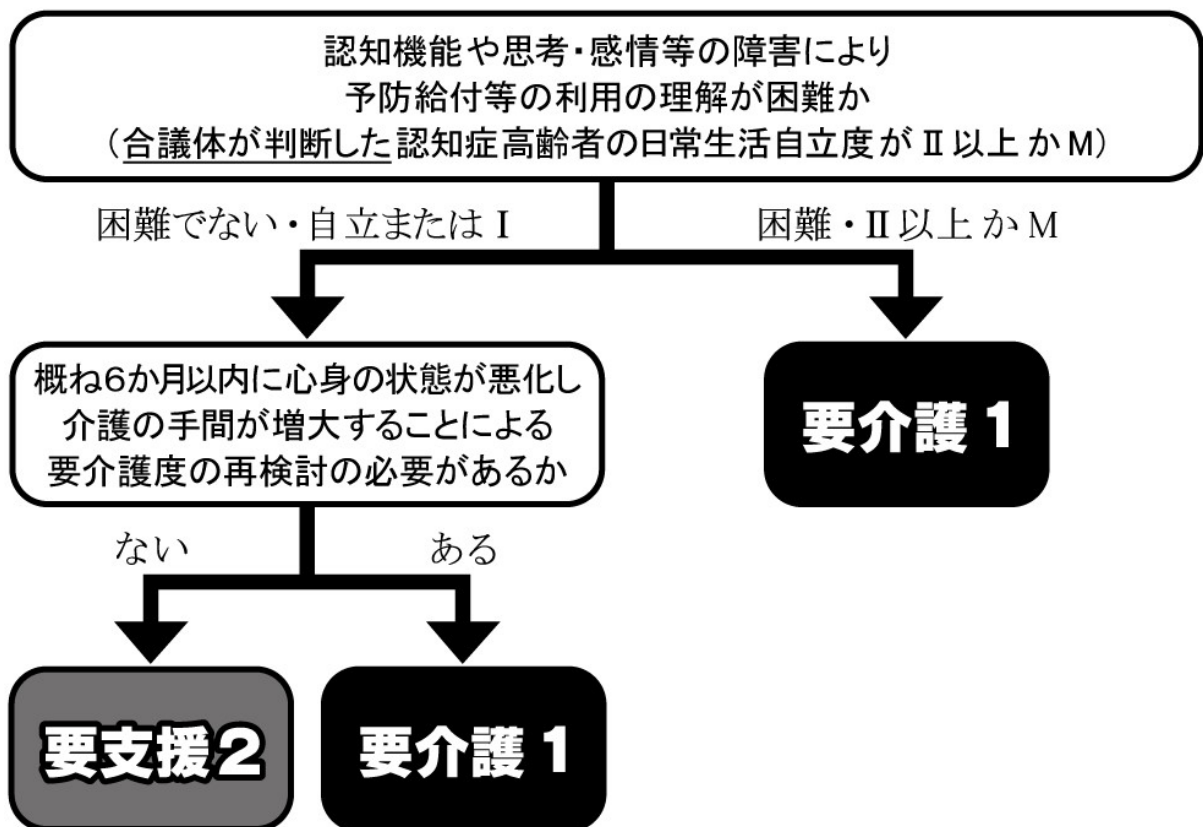 認知機能や思考・感情等の障害により
予防給付等の利用の理解が困難か
（合議体が判断した認知症高齢者の日常生活自立度がⅡ以上かM）
困難でない・自立またはⅠ
困難・Ⅱ以上かM
概ね6か月以内に心身の状態が悪化し
介護の手間が増大することによる
要介護度の再検討の必要があるか
要介護1
ない
ある
要支援2
要介護1